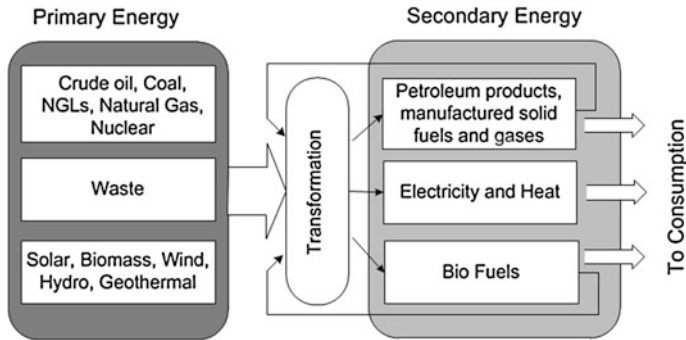 Primary Energy
Crude oil, Coal,
NGLs, Natural Gas,
Nuclear
Waste
Solar, Biomass, Wind,
Hydro, Geothermal
Transformation
Secondary Energy
Petroleum products,
manufactured solid
fuels and gases
Electricity and Heat
Bio Fuels
To Consumption